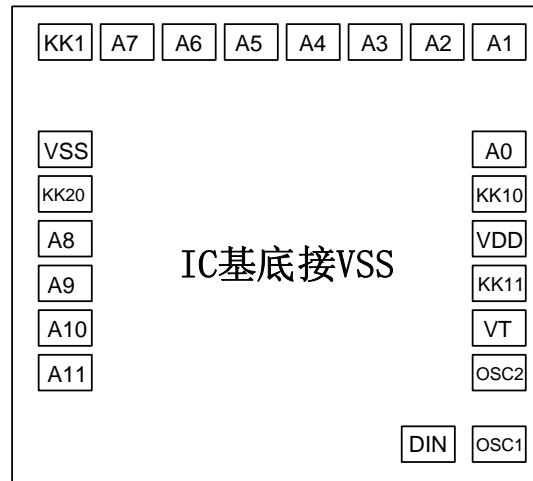 KK1 A7 A6 A5 A4 A3 A2 A1
VSS A0
KK20 KK10
A8 VDD
IC基底接VSS
A9 KK11
A10 VT
A11 OSC2
DIN OSC1